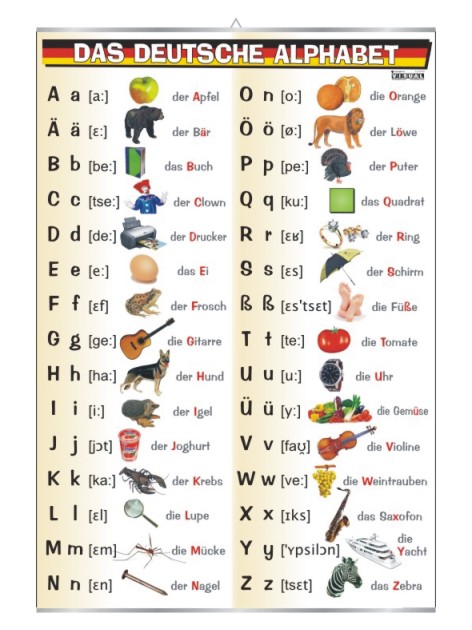 DAS DEUTSCHE ALPHABET
VISUAL
A a [a:] der Apfel
Ä ä [ɛ:] der Bär
B b [be:] das Buch
C c [tse:] der Clown
D d [de:] der Drucker
E e [e:] das Ei
F f [ɛf] der Frosch
G g [ge:] die Gitarre
H h [ha:] der Hund
I i [i:] der Igel
J j [jɔt] der Joghurt
K k [ka:] der Krebs
L l [ɛl] die Lupe
M m [ɛm] die Mücke
N n [ɛn] der Nagel
O n [o:] die Orange
Ö ö [ø:] der Löwe
P p [pe:] der Puter
Q q [ku:] das Quadrat
R r [ɛʁ] der Ring
S s [ɛs] der Schirm
ß ß [ɛs'tsɛt] die Füße
T t [te:] die Tomate
U u [u:] die Uhr
Ü ü [y:] die Gemüse
V v [faʊ̯] die Violine
W w [ve:] die Weintrauben
X x [ɪks] das Saxofon
Y y ['ʏpsilɔn] die
Yacht
Z z [tsɛt] das Zebra